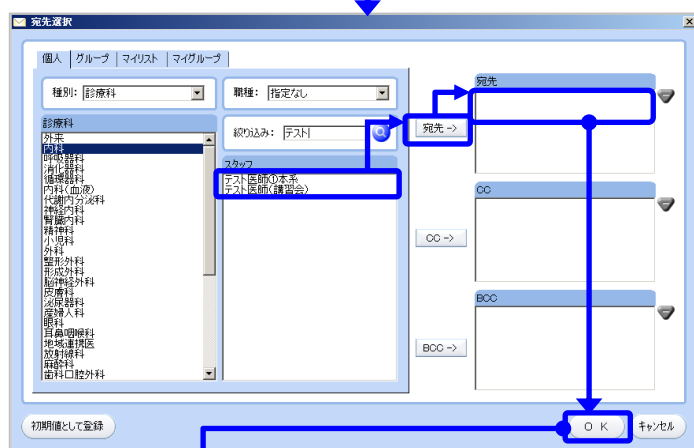 宛先選択
個人 グループ マイリスト マイグループ
種別: 診療科
職種: 指定なし
診療科
外来
内科
呼吸器科
消化器科
循環器科
内科(血液)
代謝内分泌科
神経内科
腎臓内科
精神科
小児科
外科
整形外科
形成外科
脳神経外科
皮膚科
泌尿器科
産婦人科
眼科
耳鼻咽喉科
地域連携医
放射線科
麻酔科
歯科口腔外科
絞り込み: テスト
スタッフ
テスト医師①本系
テスト医師(講習会)
宛先 ->
CC ->
BCC ->
宛先
CC
BCC
初期値として登録
O K
キャンセル